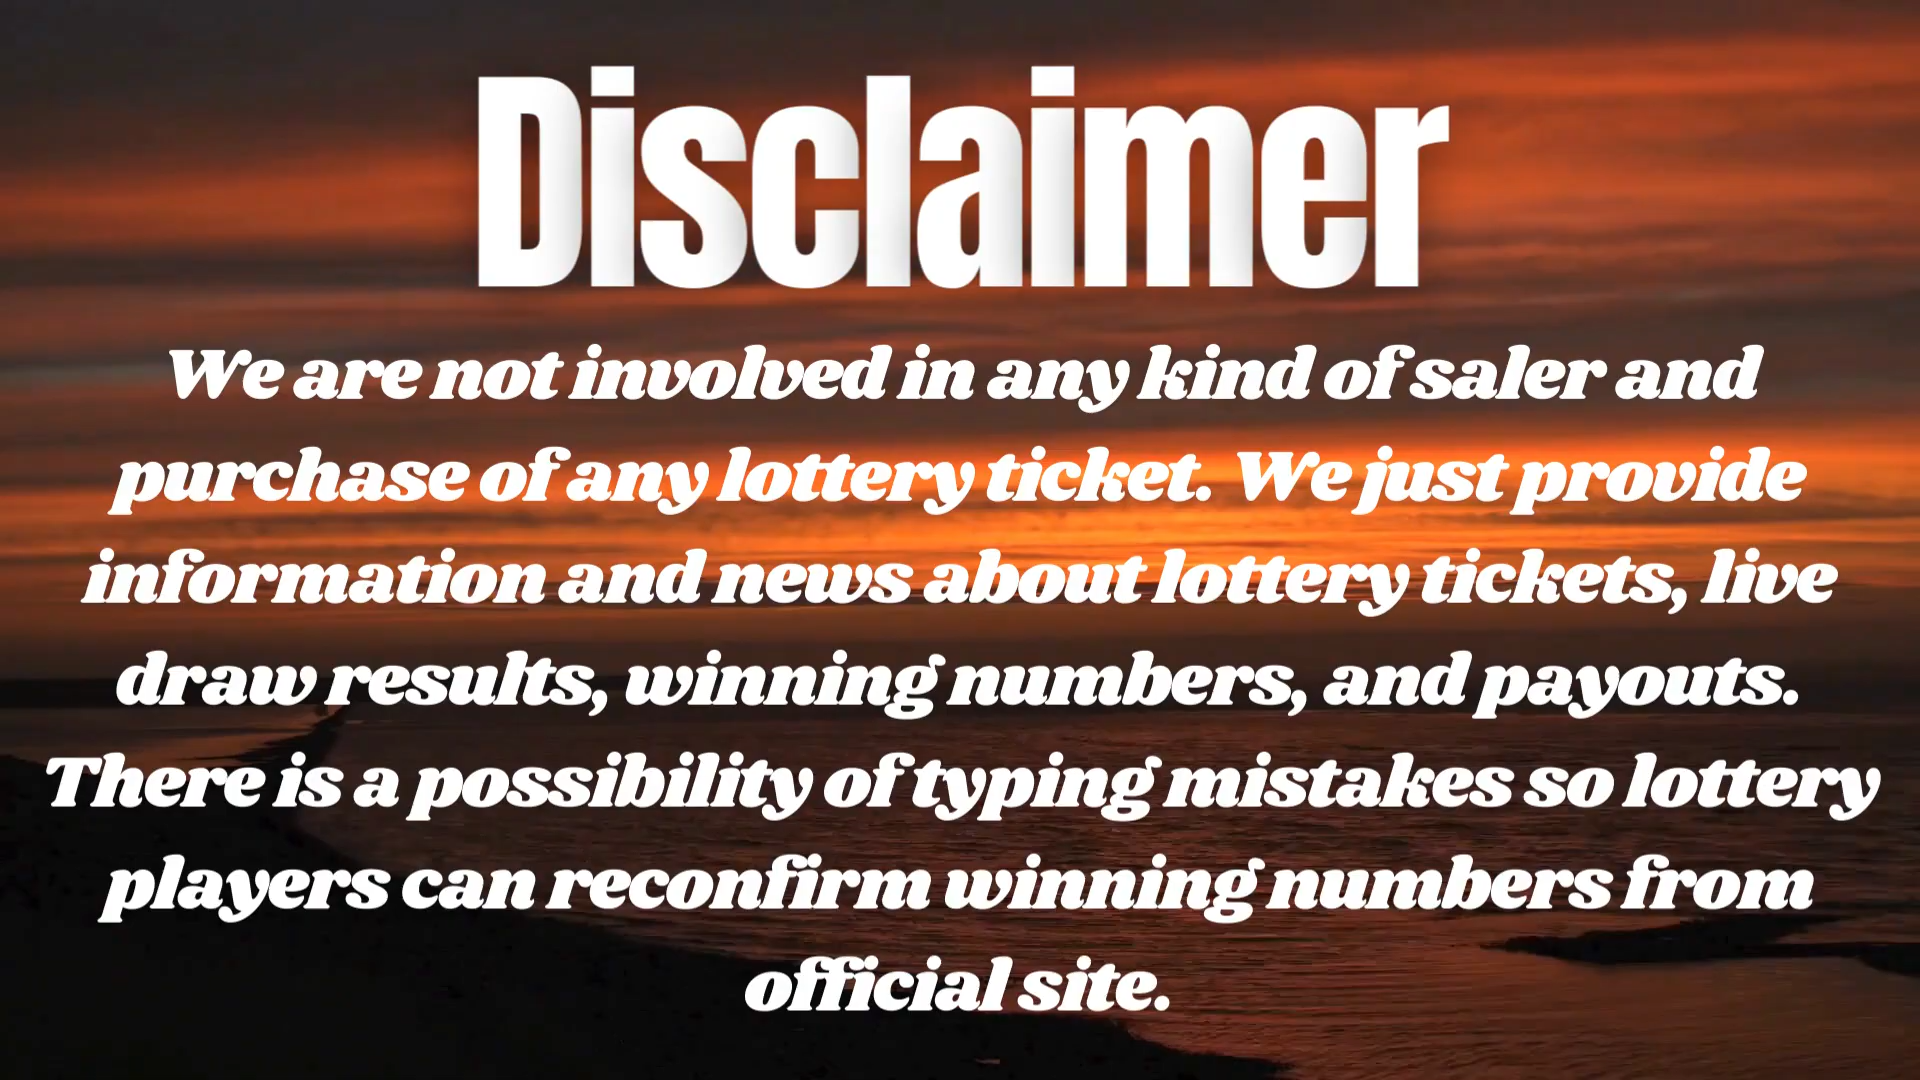 Disclaimer
We are not involved in any kind of saler and
purchase of any lottery ticket. We just provide
information and news about lottery tickets, live
draw results, winning numbers, and payouts.
There is a possibility of typing mistakes so lottery
players can reconfirm winning numbers from
official site.